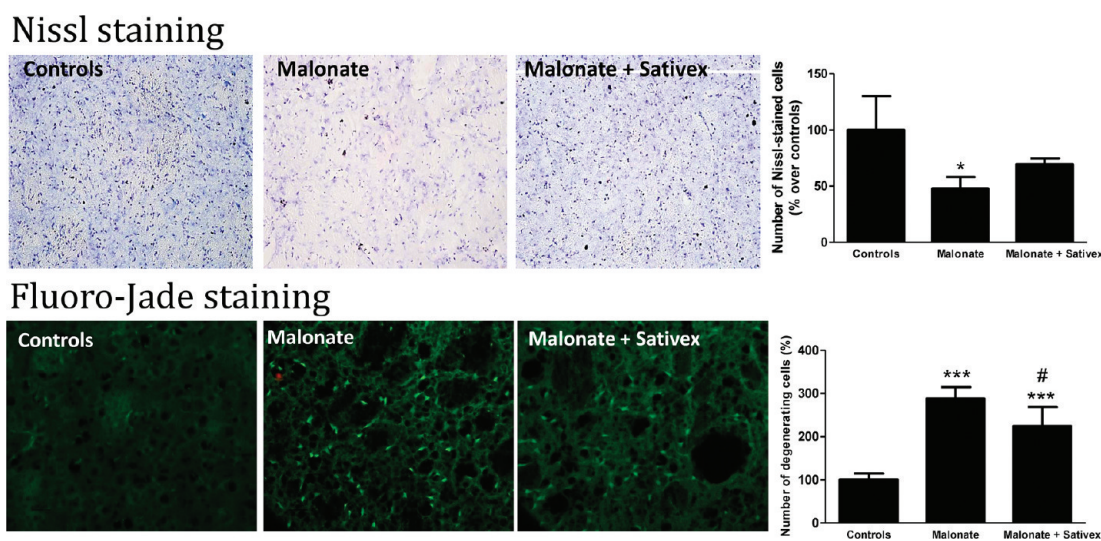 Nissl staining
Controls
Malonate
Malonate + Sativex
Number of Nissl-stained cells
(% over controls)
150
100
50
0
*
Controls
Malonate
Malonate + Sativex
Fluoro-Jade staining
Controls
Malonate
Malonate + Sativex
Number of degenerating cells (%)
400
300
200
100
0
***
#
***
Controls
Malonate
Malonate + Sativex